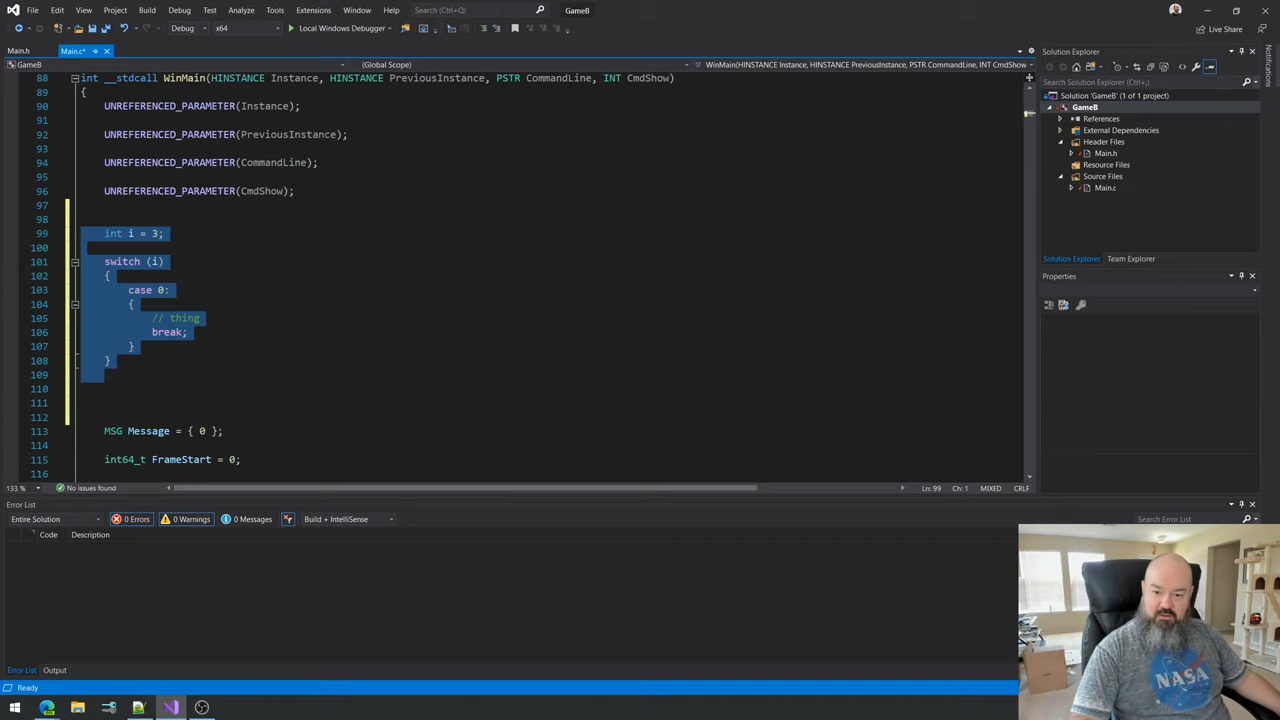 File Edit View Git Project Build Debug Test Analyze Tools Extensions Window Help Search (Ctrl+Q) GameB
Debug x64 Local Windows Debugger Live Share
Main.h Main.c*
GameB (Global Scope) WinMain(HINSTANCE Instance, HINSTANCE PreviousInstance, PSTR CommandLine, INT CmdShow)
88 int __stdcall WinMain(HINSTANCE Instance, HINSTANCE PreviousInstance, PSTR CommandLine, INT CmdShow)
89 {
90 UNREFERENCED_PARAMETER(Instance);
91
92 UNREFERENCED_PARAMETER(PreviousInstance);
93
94 UNREFERENCED_PARAMETER(CommandLine);
95
96 UNREFERENCED_PARAMETER(CmdShow);
97
98
99 int i = 3;
100
101 switch (i)
102 {
103 case 0:
104 {
105 // thing
106 break;
107 }
108 }
109
110
111
112
113 MSG Message = { 0 };
114
115 int64_t FrameStart = 0;
116
133 % No issues found Ln: 99 Ch: 1 MIXED CRLF
Error List
Entire Solution 0 Errors 0 Warnings 0 Messages Build + IntelliSense Search Error List
Code Description
Error List Output
Ready
Solution Explorer
Search Solution Explorer (Ctrl+;)
Solution 'GameB' (1 of 1 project)
GameB
References
External Dependencies
Header Files
Main.h
Resource Files
Source Files
Main.c
Solution Explorer Team Explorer
Properties
Notifications
NASA